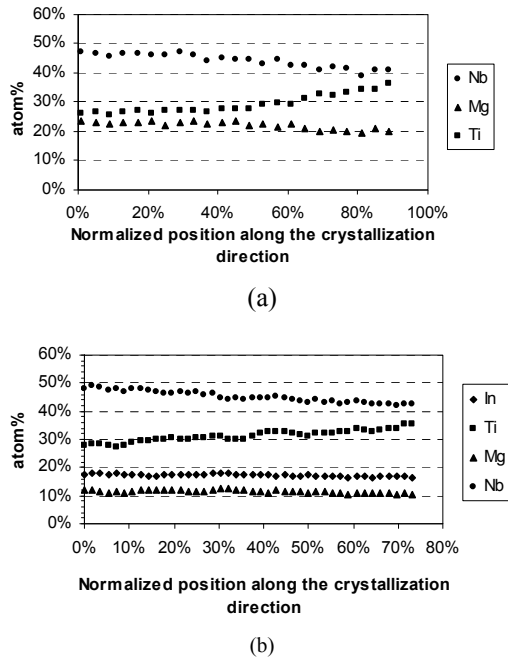 60%
50%
40%
30%
20%
10%
0%
atom%
0% 20% 40% 60% 80% 100%
Normalized position along the crystallization
direction
Nb
Mg
Ti
(a)
60%
50%
40%
30%
20%
10%
0%
atom%
0% 10% 20% 30% 40% 50% 60% 70% 80%
Normalized position along the crystallization
direction
In
Ti
Mg
Nb
(b)